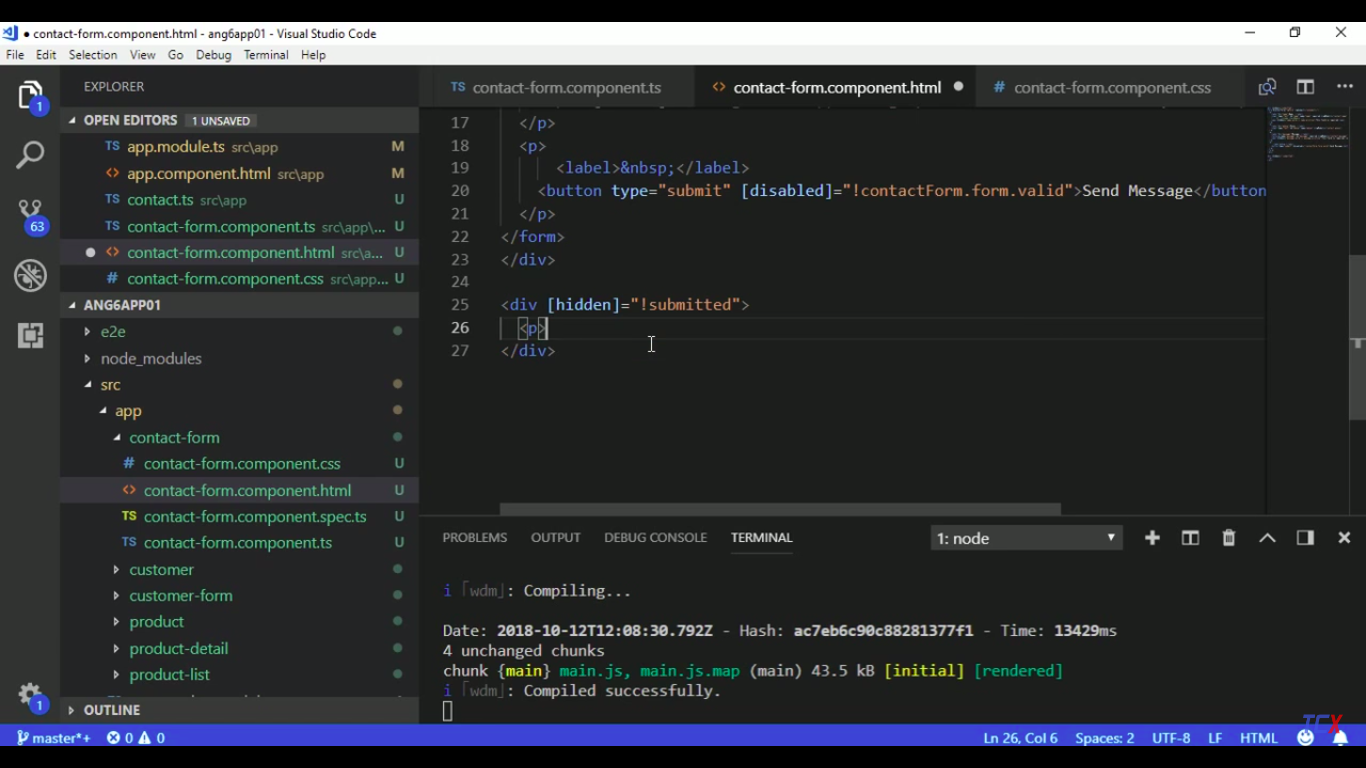 contact-form.component.html - ang6app01 - Visual Studio Code
File Edit Selection View Go Debug Terminal Help
EXPLORER
OPEN EDITORS 1 UNSAVED
TS app.module.ts src\app M
<> app.component.html src\app M
TS contact.ts src\app U
TS contact-form.component.ts src\app\... U
● <> contact-form.component.html src\a... U
# contact-form.component.css src\app... U
ANG6APP01
e2e
node_modules
src
app
contact-form
# contact-form.component.css U
<> contact-form.component.html U
TS contact-form.component.spec.ts U
TS contact-form.component.ts U
customer
customer-form
product
product-detail
product-list
OUTLINE
1
63
1
TS contact-form.component.ts <> contact-form.component.html ● # contact-form.component.css
17 </p>
18 <p>
19 <label>&nbsp;</label>
20 <button type="submit" [disabled]="!contactForm.form.valid">Send Message</button
21 </p>
22 </form>
23 </div>
24
25 <div [hidden]="!submitted">
26 <p>
27 </div>
PROBLEMS OUTPUT DEBUG CONSOLE TERMINAL 1: node
i ｢wdm｣: Compiling...
Date: 2018-10-12T12:08:30.792Z - Hash: ac7eb6c90c88281377f1 - Time: 13429ms
4 unchanged chunks
chunk {main} main.js, main.js.map (main) 43.5 kB [initial] [rendered]
i ｢wdm｣: Compiled successfully.
TCX
master*+ 0 0 Ln 26, Col 6 Spaces: 2 UTF-8 LF HTML